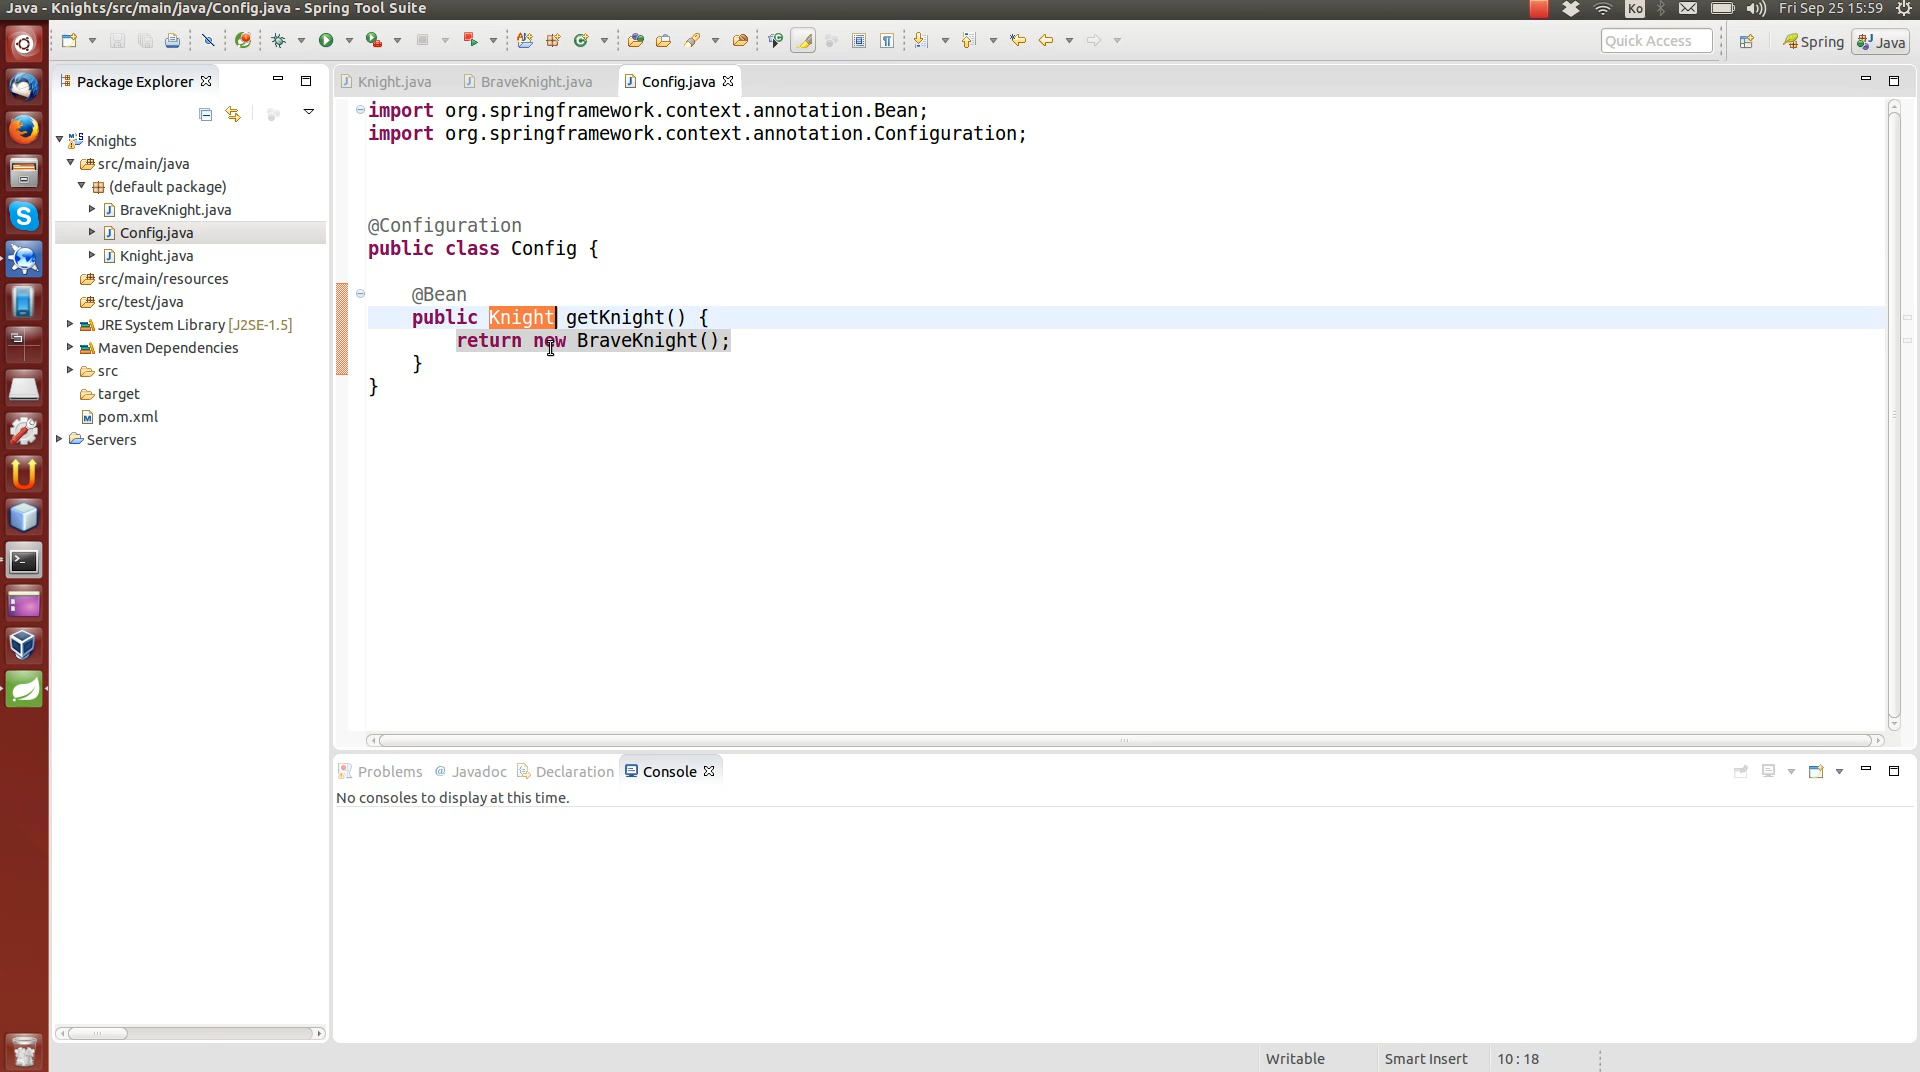 Java - Knights/src/main/java/Config.java - Spring Tool Suite
Ko
Fri Sep 25 15:59
Quick Access
Spring
Java
Package Explorer
Knights
src/main/java
(default package)
BraveKnight.java
Config.java
Knight.java
src/main/resources
src/test/java
JRE System Library [J2SE-1.5]
Maven Dependencies
src
target
pom.xml
Servers
Knight.java
BraveKnight.java
Config.java
import org.springframework.context.annotation.Bean;
import org.springframework.context.annotation.Configuration;
@Configuration
public class Config {
@Bean
public Knight getKnight() {
return new BraveKnight();
}
}
Problems
@ Javadoc
Declaration
Console
No consoles to display at this time.
Writable
Smart Insert
10 : 18